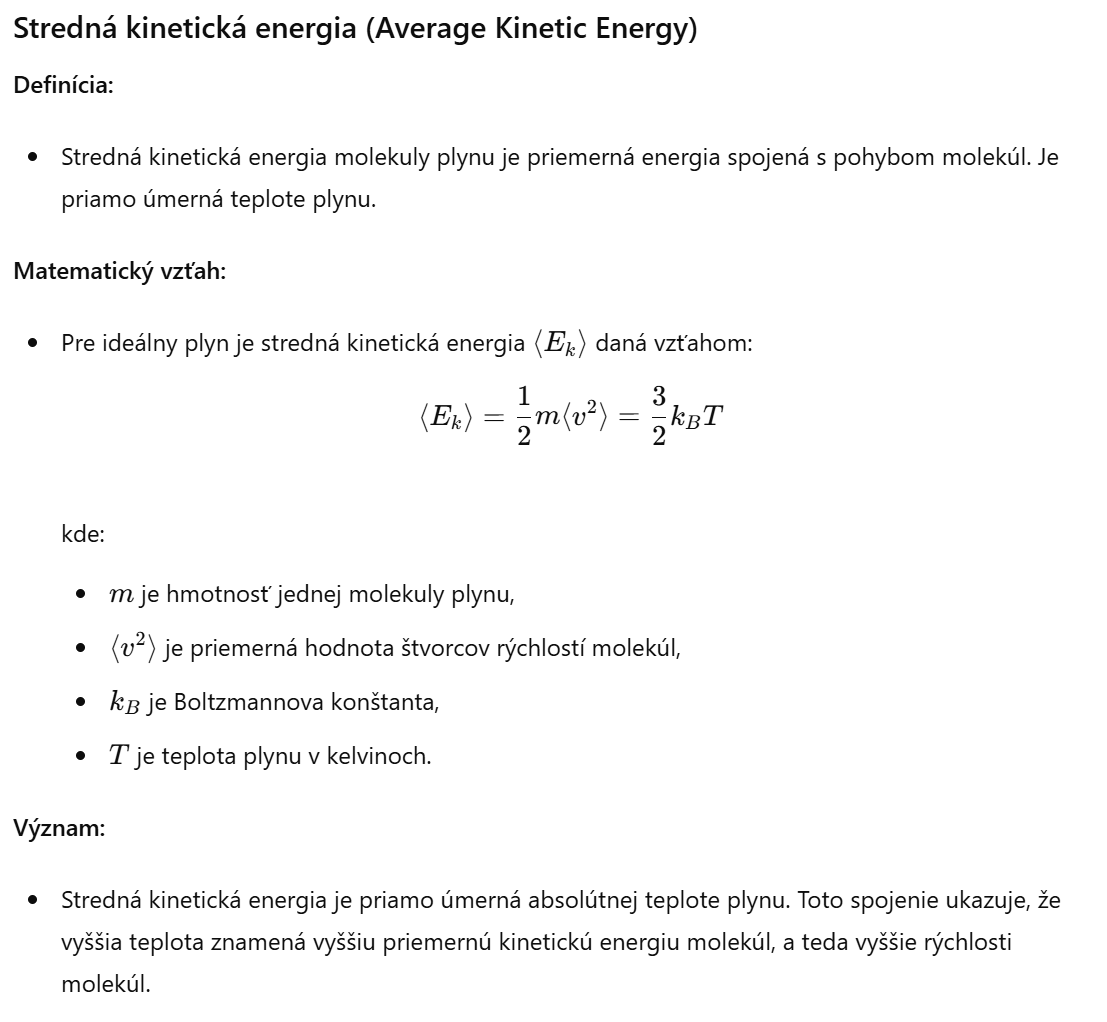 Stredná kinetická energia (Average Kinetic Energy)
Definícia:
• Stredná kinetická energia molekuly plynu je priemerná energia spojená s pohybom molekúl. Je
priamo úmerná teplote plynu.
Matematický vzťah:
• Pre ideálny plyn je stredná kinetická energia ⟨E_k⟩ daná vzťahom:
⟨E_k⟩ = 1/2 m⟨v²⟩ = 3/2 k_B T
kde:
• m je hmotnosť jednej molekuly plynu,
• ⟨v²⟩ je priemerná hodnota štvorcov rýchlostí molekúl,
• k_B je Boltzmannova konštanta,
• T je teplota plynu v kelvinoch.
Význam:
• Stredná kinetická energia je priamo úmerná absolútnej teplote plynu. Toto spojenie ukazuje, že
vyššia teplota znamená vyššiu priemernú kinetickú energiu molekúl, a teda vyššie rýchlosti
molekúl.